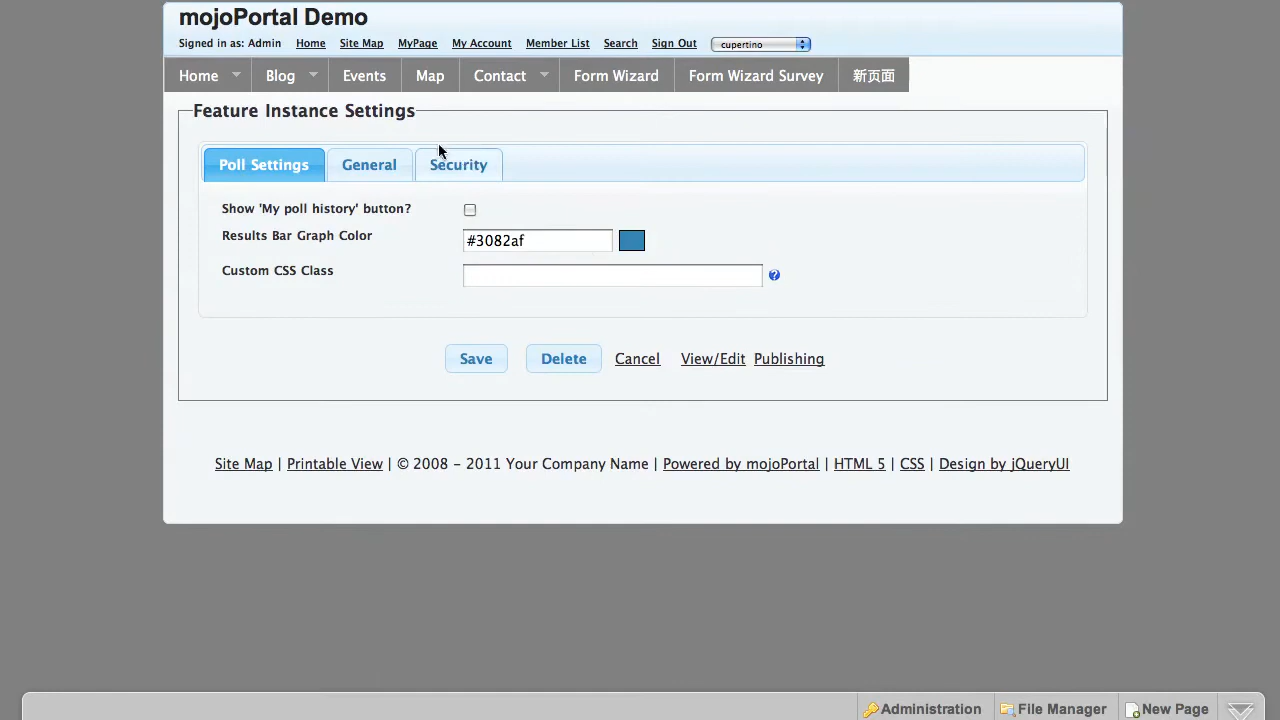 mojoPortal Demo
Signed in as: Admin Home Site Map MyPage My Account Member List Search Sign Out cupertino
Home Blog Events Map Contact Form Wizard Form Wizard Survey 新页面
Feature Instance Settings
Poll Settings General Security
Show 'My poll history' button?
Results Bar Graph Color #3082af
Custom CSS Class ?
Save Delete Cancel View/Edit Publishing
Site Map | Printable View | © 2008 - 2011 Your Company Name | Powered by mojoPortal | HTML 5 | CSS | Design by jQueryUI
Administration File Manager New Page